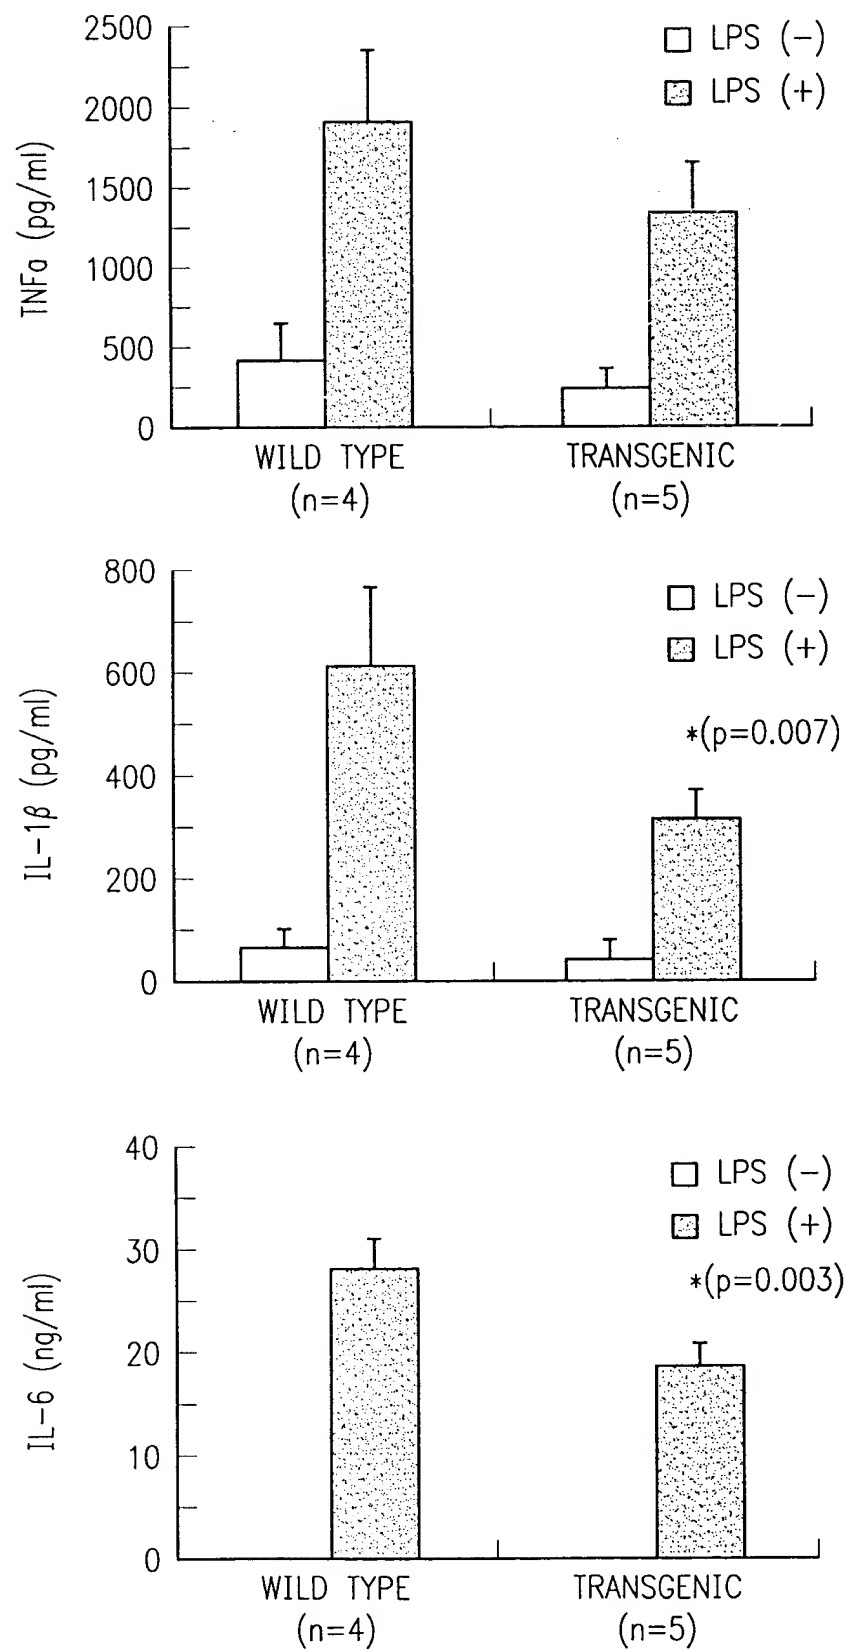 2500
2000
1500
1000
500
0
TNFα (pg/ml)
LPS (−)
LPS (+)
WILD TYPE
(n=4)
TRANSGENIC
(n=5)
800
600
400
200
0
IL−1β (pg/ml)
LPS (−)
LPS (+)
*(p=0.007)
WILD TYPE
(n=4)
TRANSGENIC
(n=5)
40
30
20
10
0
IL−6 (ng/ml)
LPS (−)
LPS (+)
*(p=0.003)
WILD TYPE
(n=4)
TRANSGENIC
(n=5)